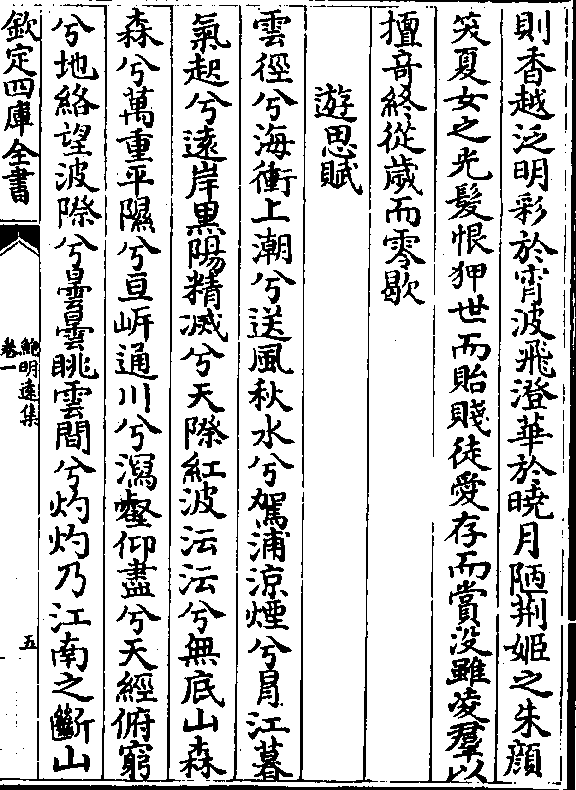 則香越泛明彩於宵波飛澄華於曉月陋荆姬之朱顔
笑夏女之光髮恨狎世而貽賤徒愛存而賞没雖凌羣以
擅竒終從歲而零歇
遊思賦
雲徑兮海衝上潮兮送風秋水兮駕浦涼煙兮冐江暮
氣起兮逺岸黒陽精滅兮天際紅波沄沄兮無底山森
森兮萬重平隰兮亘岓通川兮瀉壑仰盡兮天經俯窮
兮地絡望波際兮曇曇眺雲間兮灼灼乃江南之斷山
欽定四庫全書
鮑明逺集
卷一
五